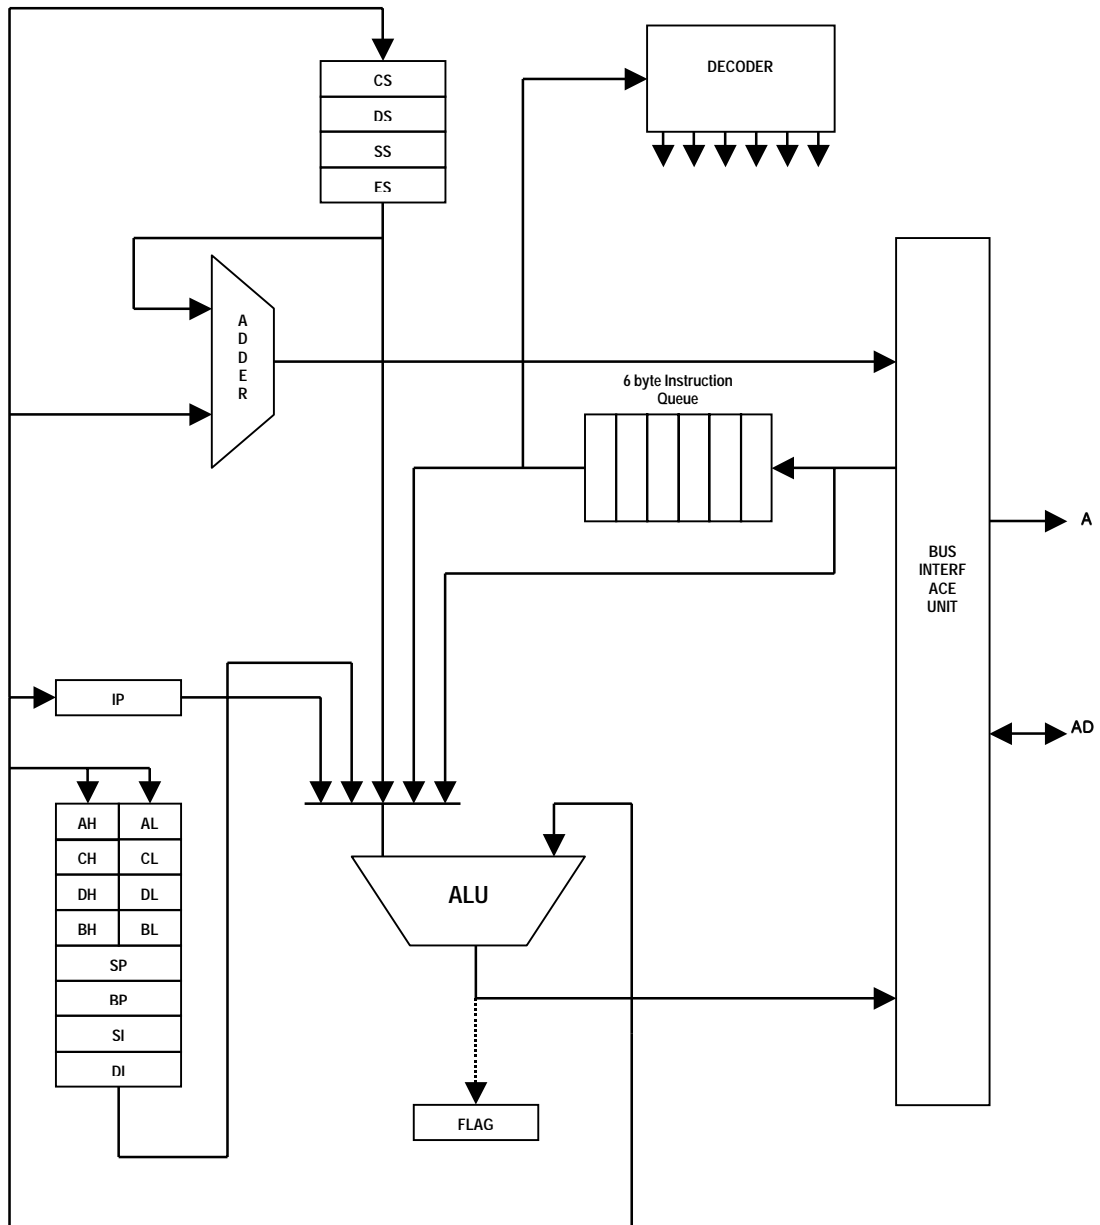 CS
DS
SS
ES
DECODER
A
D
D
E
R
6 byte Instruction
Queue
BUS
INTERF
ACE
UNIT
A
AD
IP
AH AL
CH CL
DH DL
BH BL
SP
BP
SI
DI
ALU
FLAG